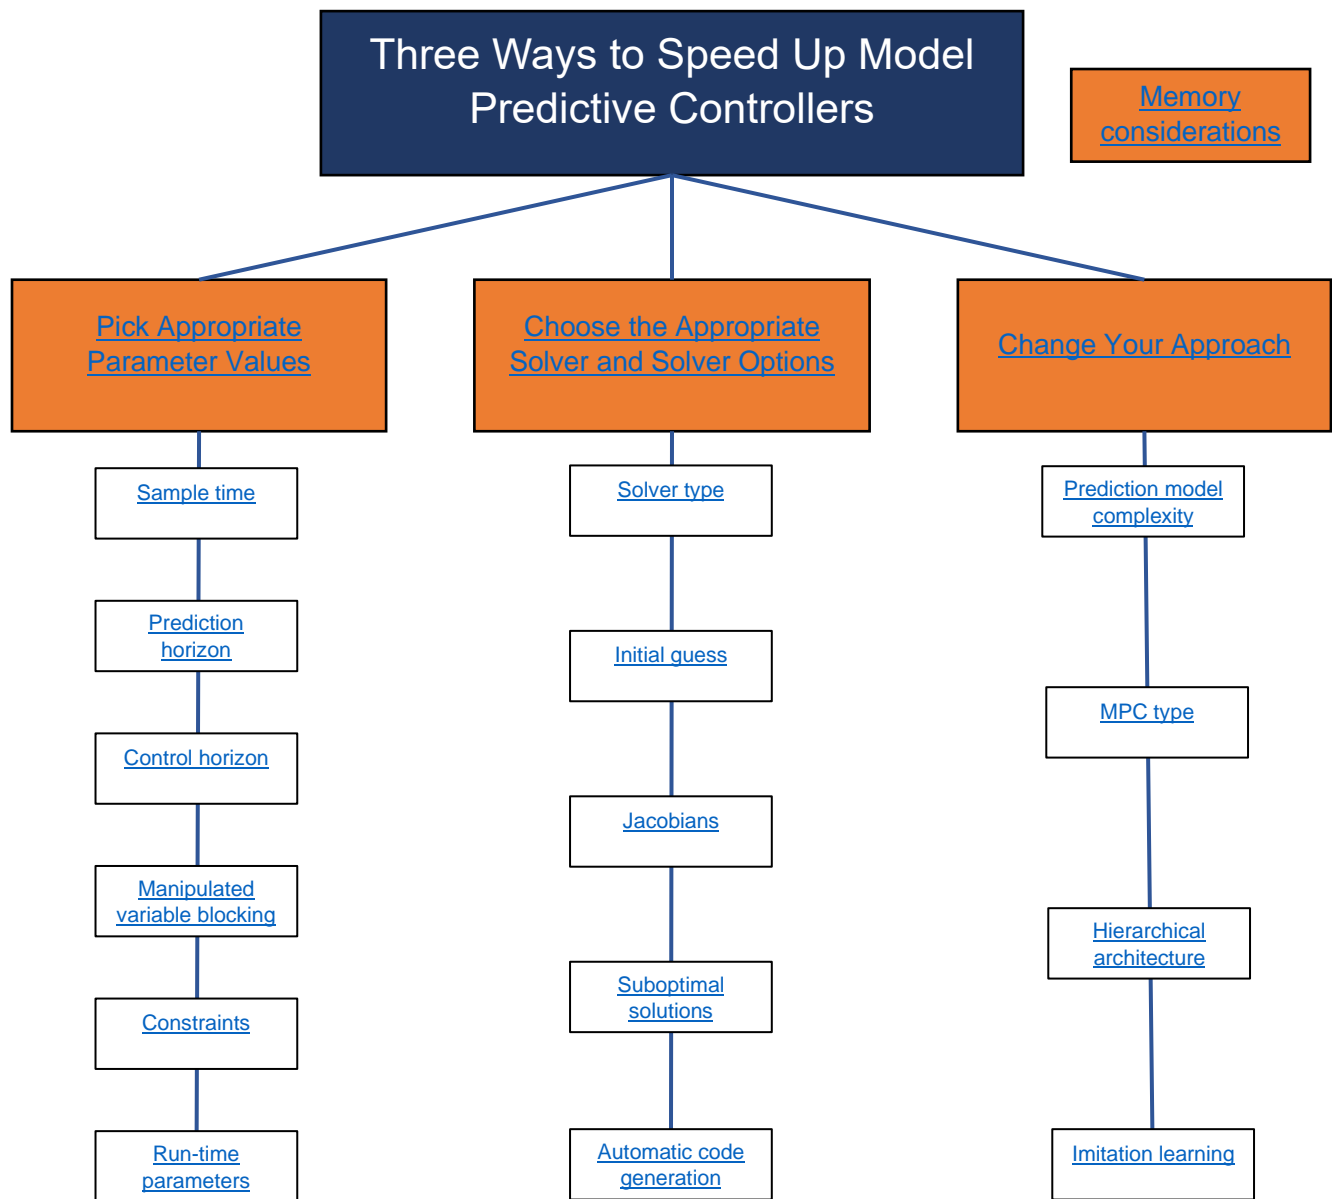 Three Ways to Speed Up Model
Predictive Controllers
Memory
considerations
Pick Appropriate
Parameter Values
Choose the Appropriate
Solver and Solver Options
Change Your Approach
Sample time
Prediction
horizon
Control horizon
Manipulated
variable blocking
Constraints
Run-time
parameters
Solver type
Initial guess
Jacobians
Suboptimal
solutions
Automatic code
generation
Prediction model
complexity
MPC type
Hierarchical
architecture
Imitation learning